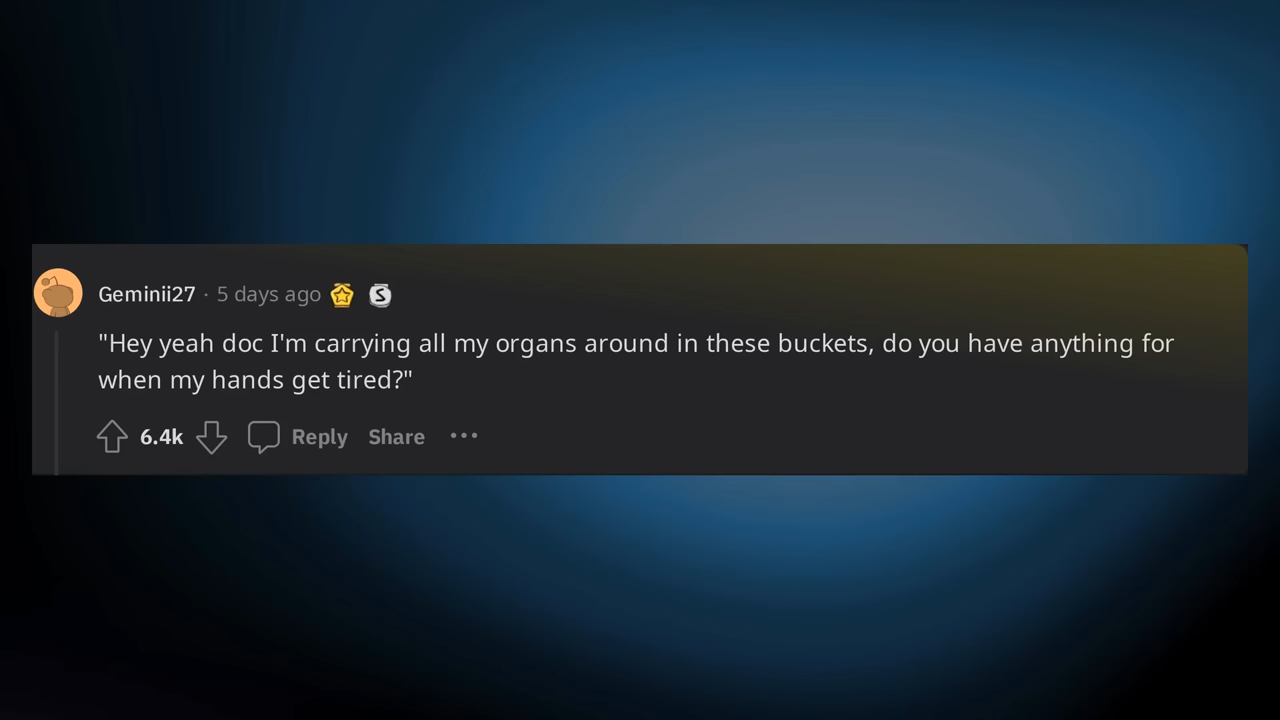 Geminii27 · 5 days ago
"Hey yeah doc I'm carrying all my organs around in these buckets, do you have anything for
when my hands get tired?"
6.4k Reply Share •••